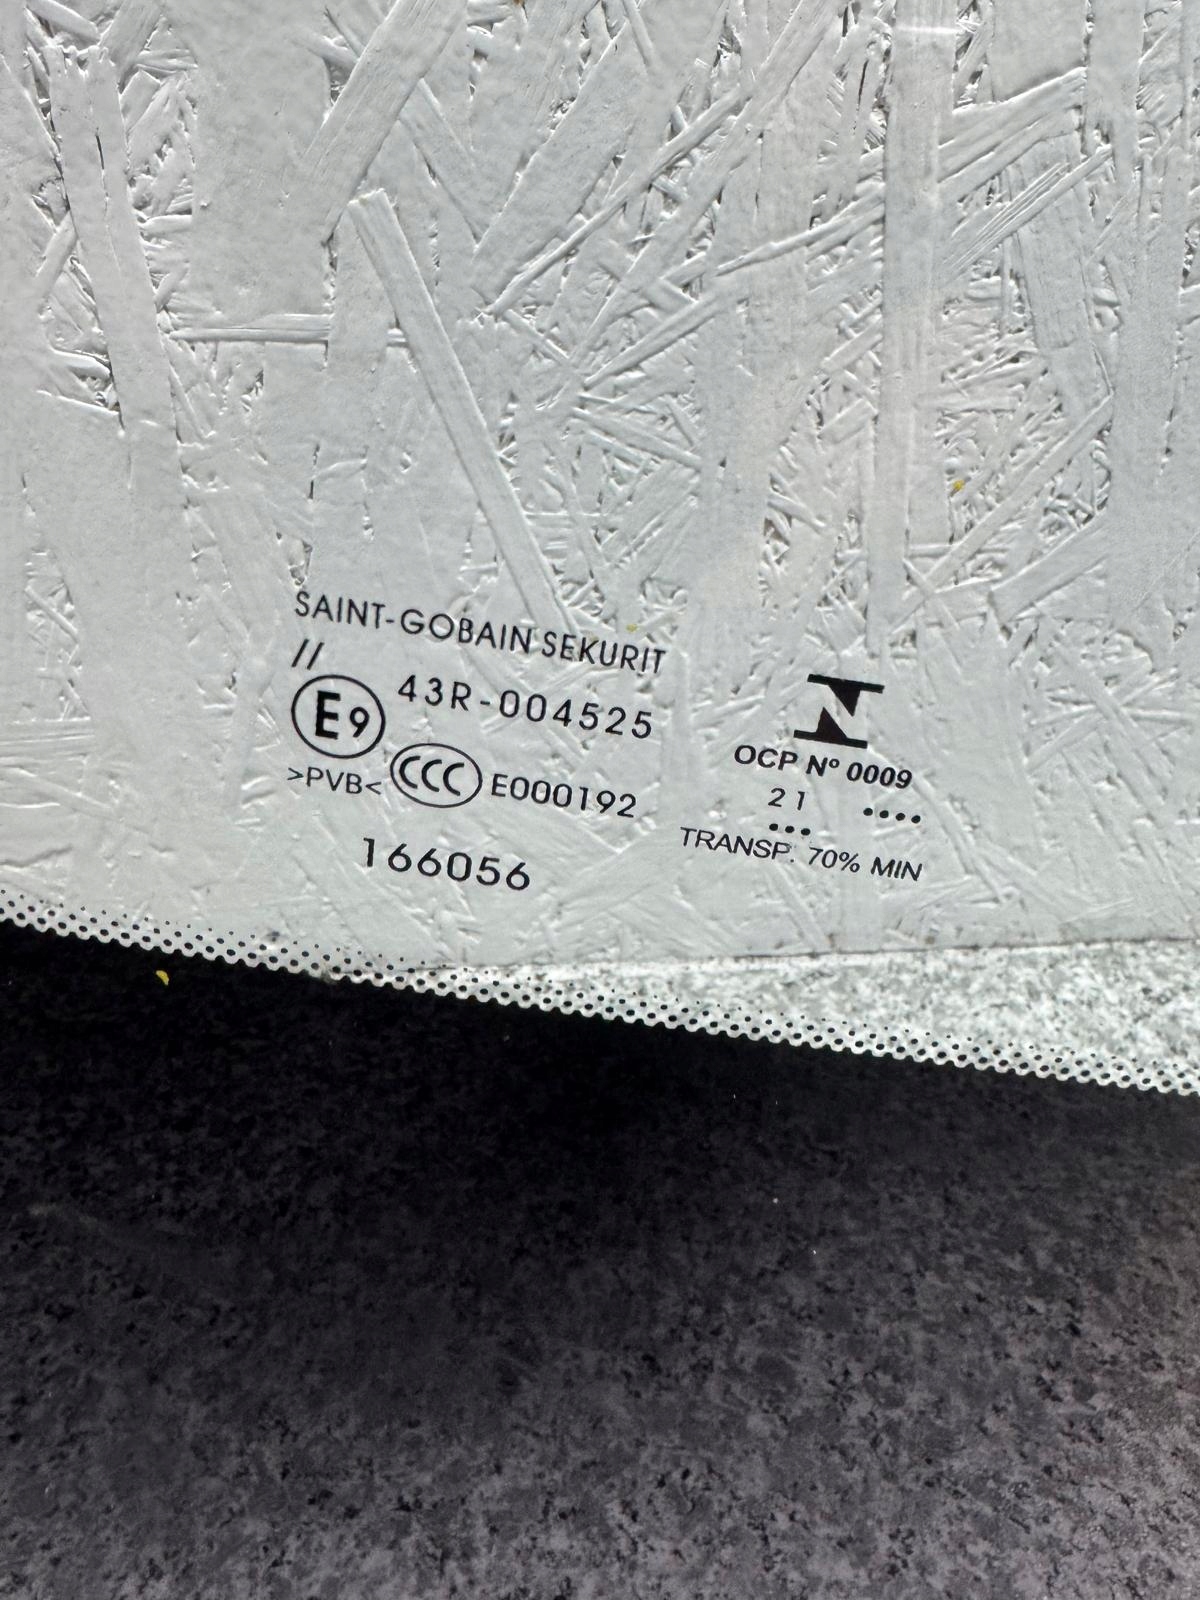 SAINT-GOBAIN SEKURIT
//
E9 43R-004525
>PVB< CCC E000192
166056
OCP Nº 0009
21 ....
...
TRANSP. 70% MIN